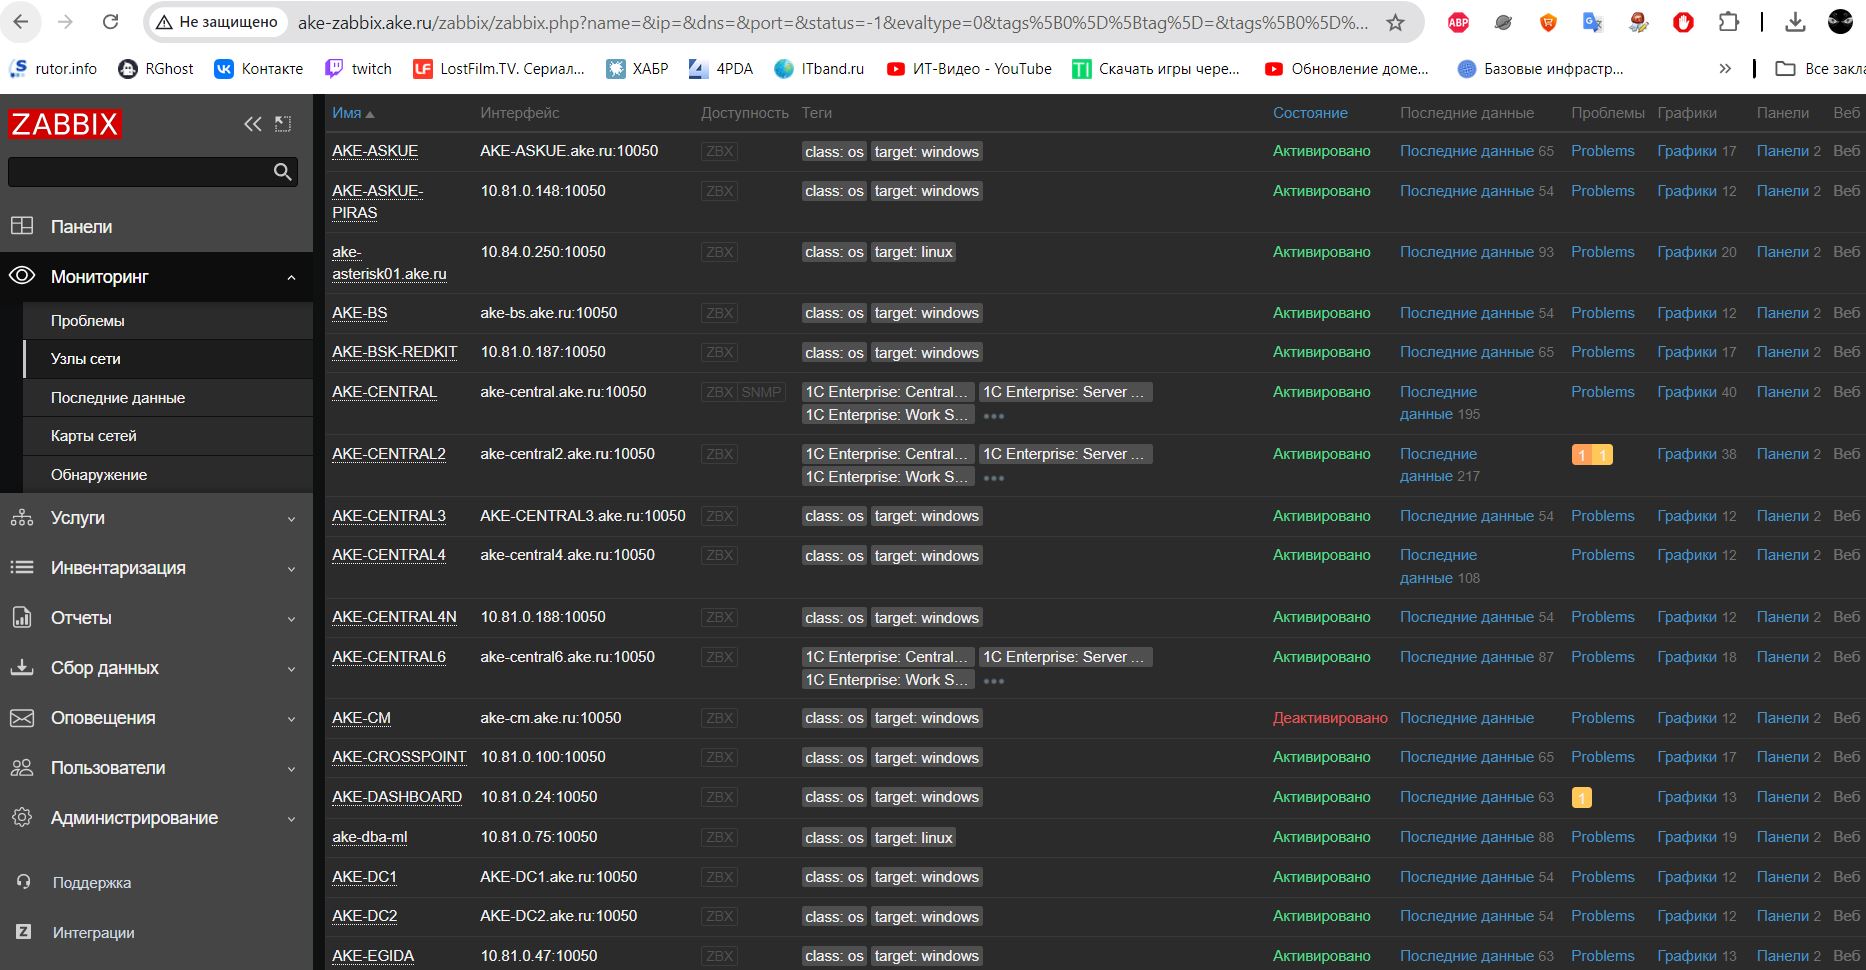 Не защищено ake-zabbix.ake.ru/zabbix/zabbix.php?name=&ip=&dns=&port=&status=-1&evaltype=0&tags%5B0%5D%5Btag%5D=&tags%5B0%5D%... ABP
rutor.info RGhost Контакте twitch LostFilm.TV. Сериал... ХАБР 4PDA ITband.ru ИТ-Видео - YouTube Скачать игры чере... Обновление доме... Базовые инфрастр... » Все закла
ZABBIX
Панели
Мониторинг
Проблемы
Узлы сети
Последние данные
Карты сетей
Обнаружение
Услуги
Инвентаризация
Отчеты
Сбор данных
Оповещения
Пользователи
Администрирование
Поддержка
Интеграции
Имя Интерфейс Доступность Теги Состояние Последние данные Проблемы Графики Панели Веб
AKE-ASKUE AKE-ASKUE.ake.ru:10050 ZBX class: os target: windows Активировано Последние данные 65 Problems Графики 17 Панели 2 Веб
AKE-ASKUE- 10.81.0.148:10050 ZBX class: os target: windows Активировано Последние данные 54 Problems Графики 12 Панели 2 Веб
PIRAS
ake- 10.84.0.250:10050 ZBX class: os target: linux Активировано Последние данные 93 Problems Графики 20 Панели 2 Веб
asterisk01.ake.ru
AKE-BS ake-bs.ake.ru:10050 ZBX class: os target: windows Активировано Последние данные 54 Problems Графики 12 Панели 2 Веб
AKE-BSK-REDKIT 10.81.0.187:10050 ZBX class: os target: windows Активировано Последние данные 65 Problems Графики 17 Панели 2 Веб
AKE-CENTRAL ake-central.ake.ru:10050 ZBX SNMP 1C Enterprise: Central... 1C Enterprise: Server ... Активировано Последние Problems Графики 40 Панели 2 Веб
1C Enterprise: Work S... ••• данные 195
AKE-CENTRAL2 ake-central2.ake.ru:10050 ZBX 1C Enterprise: Central... 1C Enterprise: Server ... Активировано Последние 1 1 Графики 38 Панели 2 Веб
1C Enterprise: Work S... ••• данные 217
AKE-CENTRAL3 AKE-CENTRAL3.ake.ru:10050 ZBX class: os target: windows Активировано Последние данные 54 Problems Графики 12 Панели 2 Веб
AKE-CENTRAL4 ake-central4.ake.ru:10050 ZBX class: os target: windows Активировано Последние Problems Графики 12 Панели 2 Веб
данные 108
AKE-CENTRAL4N 10.81.0.188:10050 ZBX class: os target: windows Активировано Последние данные 54 Problems Графики 12 Панели 2 Веб
AKE-CENTRAL6 ake-central6.ake.ru:10050 ZBX 1C Enterprise: Central... 1C Enterprise: Server ... Активировано Последние данные 87 Problems Графики 18 Панели 2 Веб
1C Enterprise: Work S... •••
AKE-CM ake-cm.ake.ru:10050 ZBX class: os target: windows Деактивировано Последние данные Problems Графики 12 Панели 2 Веб
AKE-CROSSPOINT 10.81.0.100:10050 ZBX class: os target: windows Активировано Последние данные 65 Problems Графики 17 Панели 2 Веб
AKE-DASHBOARD 10.81.0.24:10050 ZBX class: os target: windows Активировано Последние данные 63 1 Графики 13 Панели 2 Веб
ake-dba-ml 10.81.0.75:10050 ZBX class: os target: linux Активировано Последние данные 88 Problems Графики 19 Панели 2 Веб
AKE-DC1 AKE-DC1.ake.ru:10050 ZBX class: os target: windows Активировано Последние данные 54 Problems Графики 12 Панели 2 Веб
AKE-DC2 AKE-DC2.ake.ru:10050 ZBX class: os target: windows Активировано Последние данные 54 Problems Графики 12 Панели 2 Веб
AKE-EGIDA 10.81.0.47:10050 ZBX class: os target: windows Активировано Последние данные 63 Problems Графики 13 Панели 2 Веб